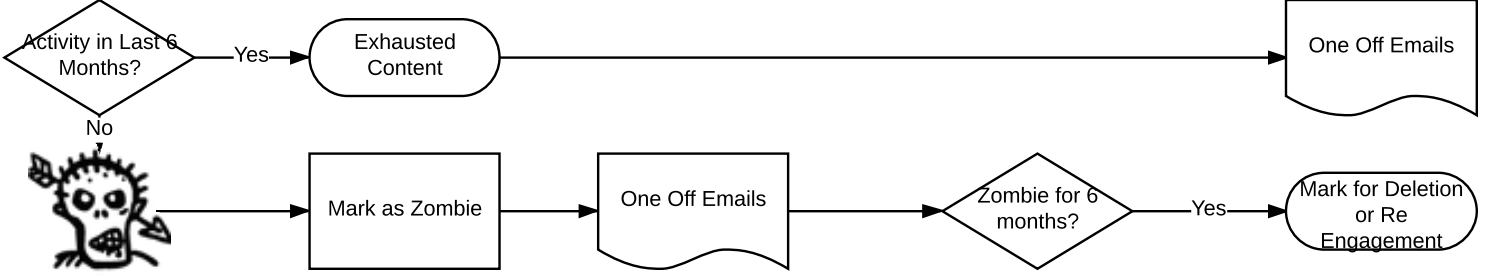 Activity in Last 6
Months?
Yes
Exhausted
Content
One Off Emails
No
Mark as Zombie
One Off Emails
Zombie for 6
months?
Yes
Mark for Deletion
or Re
Engagement